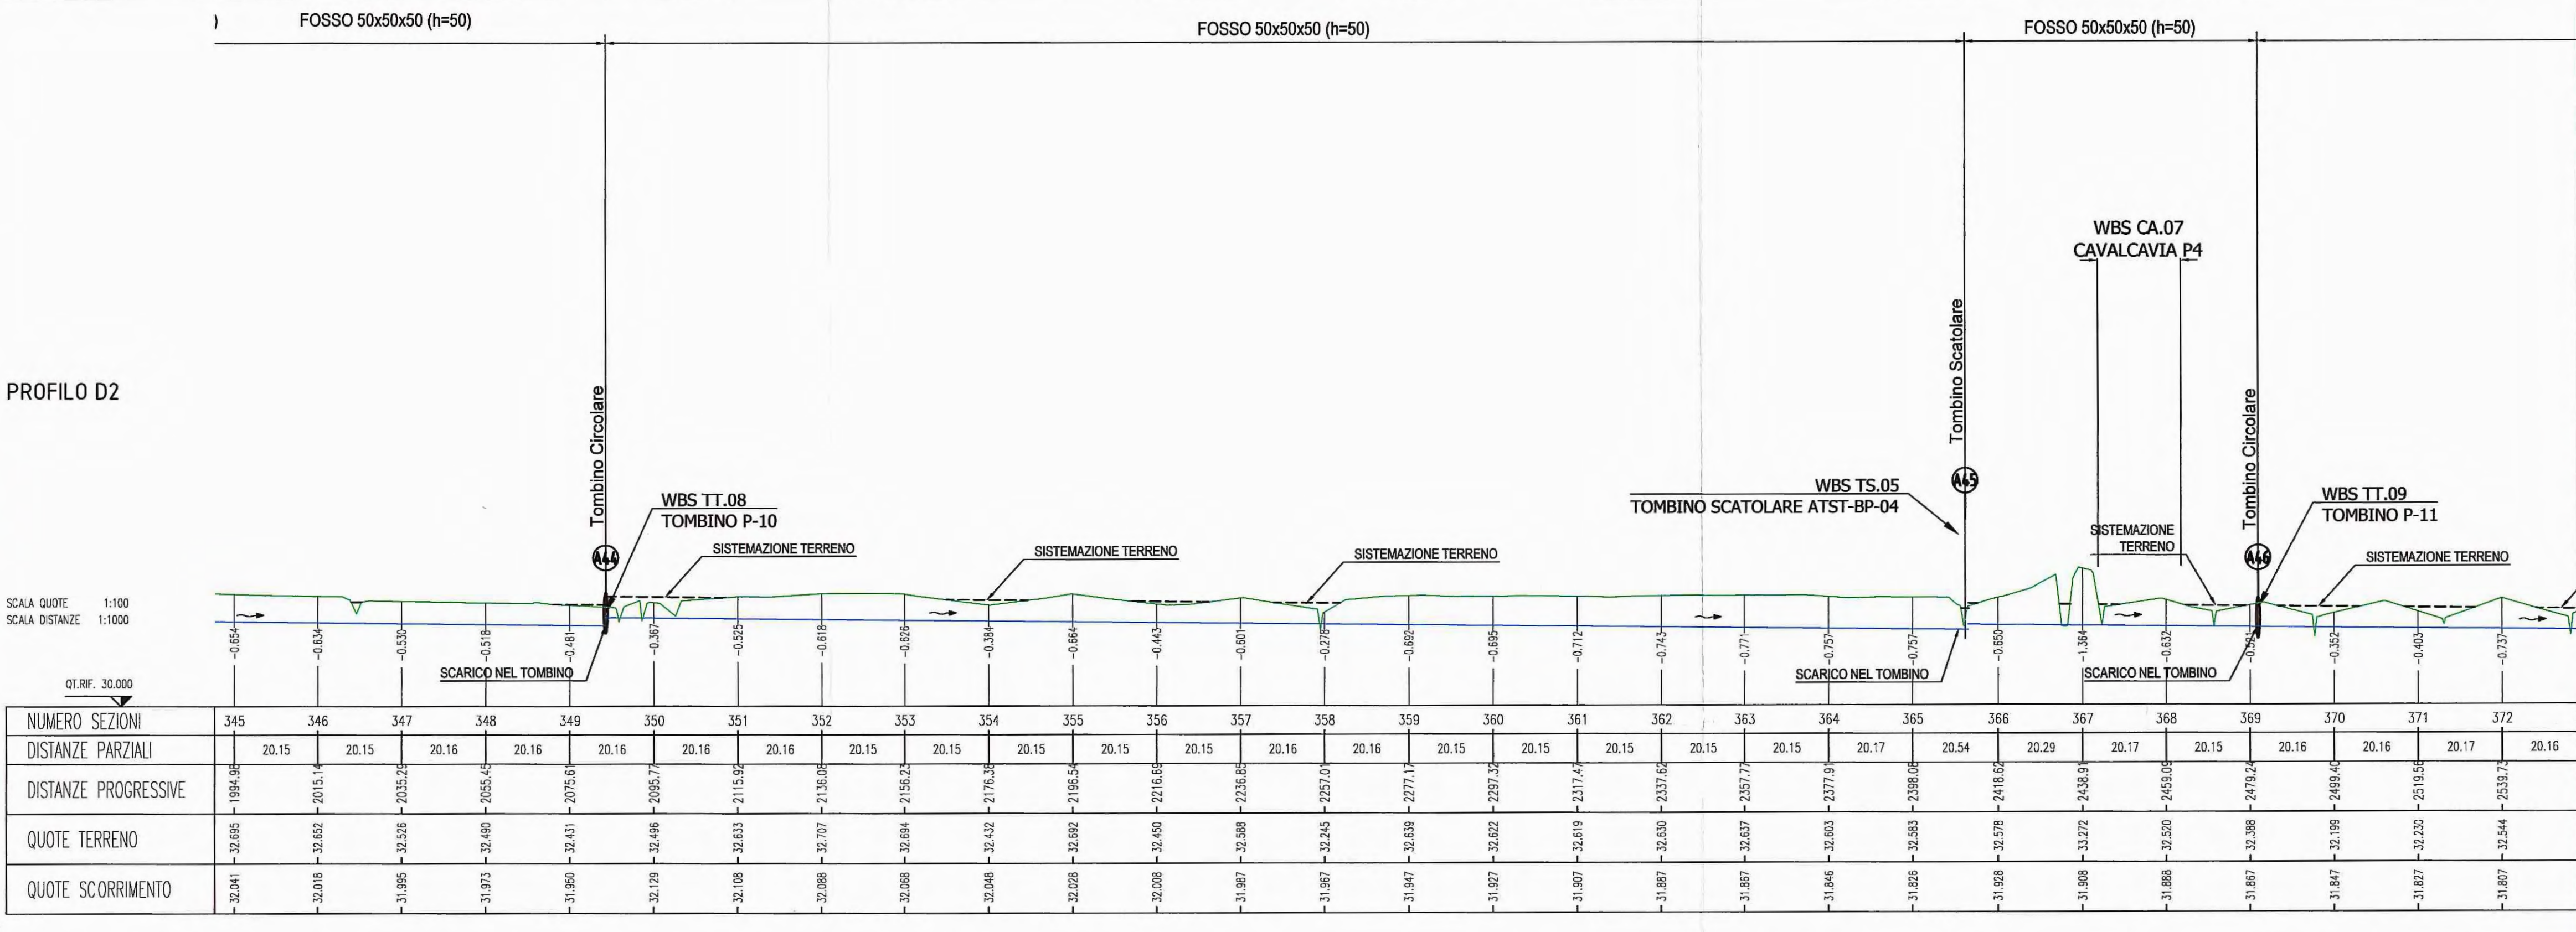 )
FOSSO 50x50x50 (h=50)
FOSSO 50x50x50 (h=50)
FOSSO 50x50x50 (h=50)
WBS CA.07
CAVALCAVIA P4
PROFILO D2
Tombino Circolare
Tombino Scatolare
Tombino Circolare
A44
A45
A46
WBS TT.08
TOMBINO P-10
WBS TS.05
TOMBINO SCATOLARE ATST-BP-04
WBS TT.09
TOMBINO P-11
SISTEMAZIONE TERRENO
SISTEMAZIONE TERRENO
SISTEMAZIONE TERRENO
SISTEMAZIONE
TERRENO
SISTEMAZIONE TERRENO
SCALA QUOTE 1:100
SCALA DISTANZE 1:1000
-0.654 -0.634 -0.530 -0.518 -0.481 -0.367 -0.525 -0.618 -0.626 -0.384 -0.664 -0.443 -0.601 -0.278 -0.692 -0.695 -0.712 -0.743 -0.771 -0.757 -0.757 -0.650 -1.364 -0.632 -0.521 -0.352 -0.403 -0.737
SCARICO NEL TOMBINO
SCARICO NEL TOMBINO
SCARICO NEL TOMBINO
QT.RIF. 30.000
NUMERO SEZIONI 345 346 347 348 349 350 351 352 353 354 355 356 357 358 359 360 361 362 363 364 365 366 367 368 369 370 371 372
DISTANZE PARZIALI 20.15 20.15 20.16 20.16 20.16 20.16 20.16 20.15 20.15 20.15 20.15 20.15 20.16 20.16 20.15 20.15 20.15 20.15 20.15 20.17 20.54 20.29 20.17 20.15 20.16 20.16 20.17 20.16
DISTANZE PROGRESSIVE 1994.98 2015.14 2035.29 2055.45 2075.61 2095.77 2115.92 2136.08 2156.23 2176.38 2196.54 2216.69 2236.85 2257.01 2277.17 2297.32 2317.47 2337.62 2357.77 2377.91 2398.08 2418.62 2438.91 2459.09 2479.24 2499.40 2519.56 2539.73
QUOTE TERRENO 32.695 32.652 32.526 32.490 32.431 32.496 32.633 32.707 32.694 32.432 32.692 32.450 32.588 32.245 32.639 32.622 32.619 32.630 32.637 32.603 32.583 32.578 33.272 32.520 32.388 32.199 32.230 32.544
QUOTE SCORRIMENTO 32.041 32.018 31.995 31.973 31.950 32.129 32.108 32.088 32.068 32.048 32.028 32.008 31.987 31.967 31.947 31.927 31.907 31.887 31.867 31.846 31.826 31.928 31.908 31.888 31.867 31.847 31.827 31.807